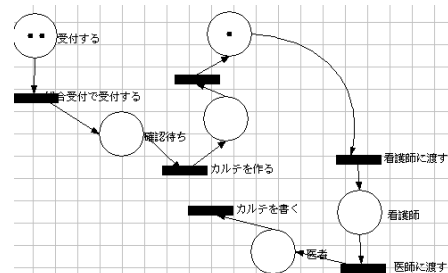 受付する
総合受付で受付する
確認待ち
カルテを作る
看護師に渡す
カルテを書く
看護師
医者
医師に渡す